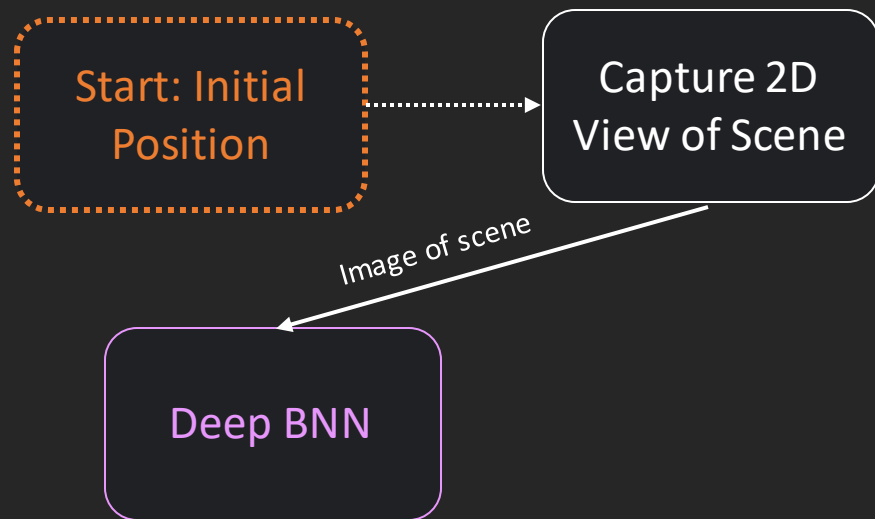 Start: Initial
Position
Capture 2D
View of Scene
Image of scene
Deep BNN